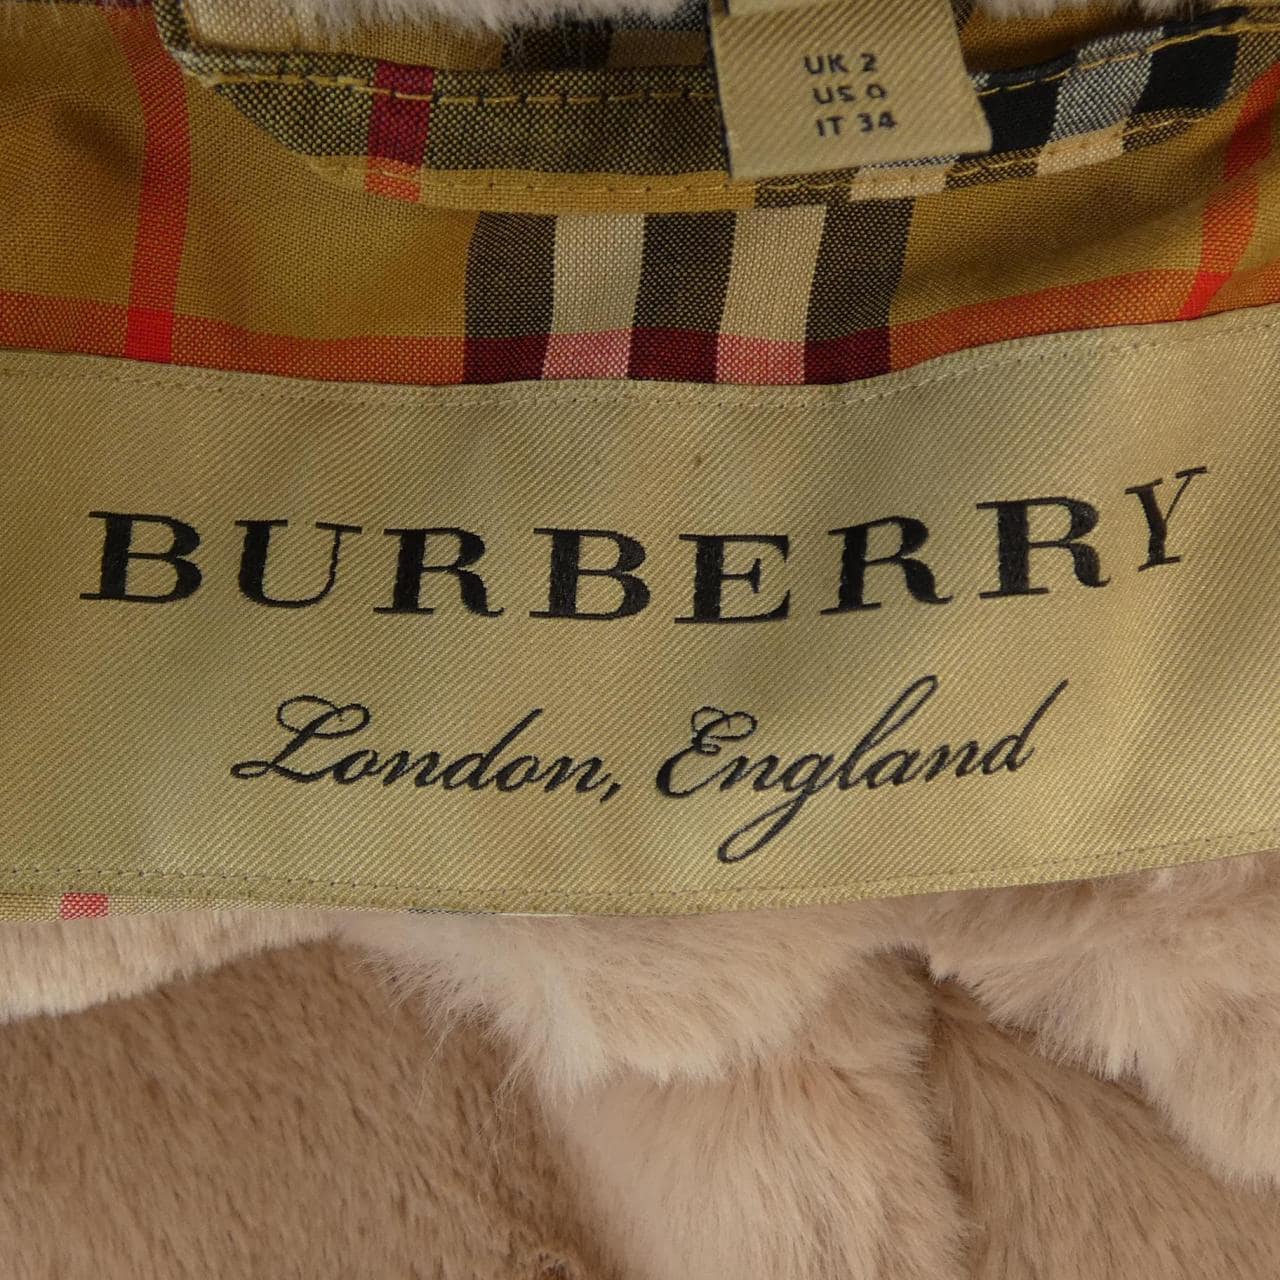 UK 2
US 0
IT 34
BURBERRY
London, England